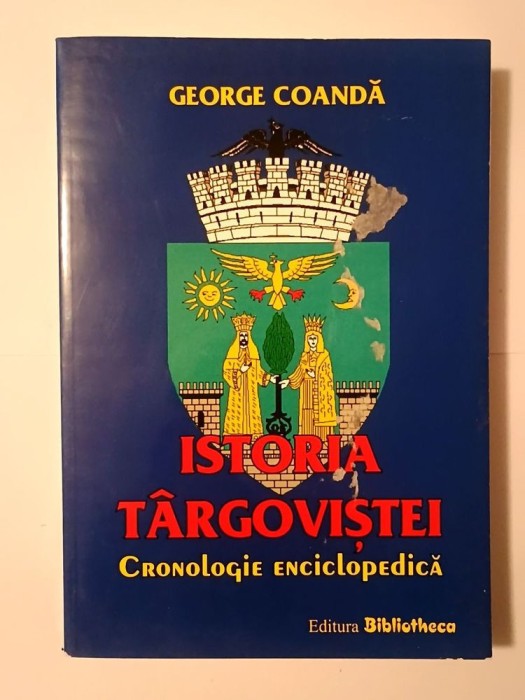 GEORGE COANDĂ
ISTORIA
TÂRGOVIȘTEI
CRONOLOGIE ENCICLOPEDICĂ
Editura Bibliotheca